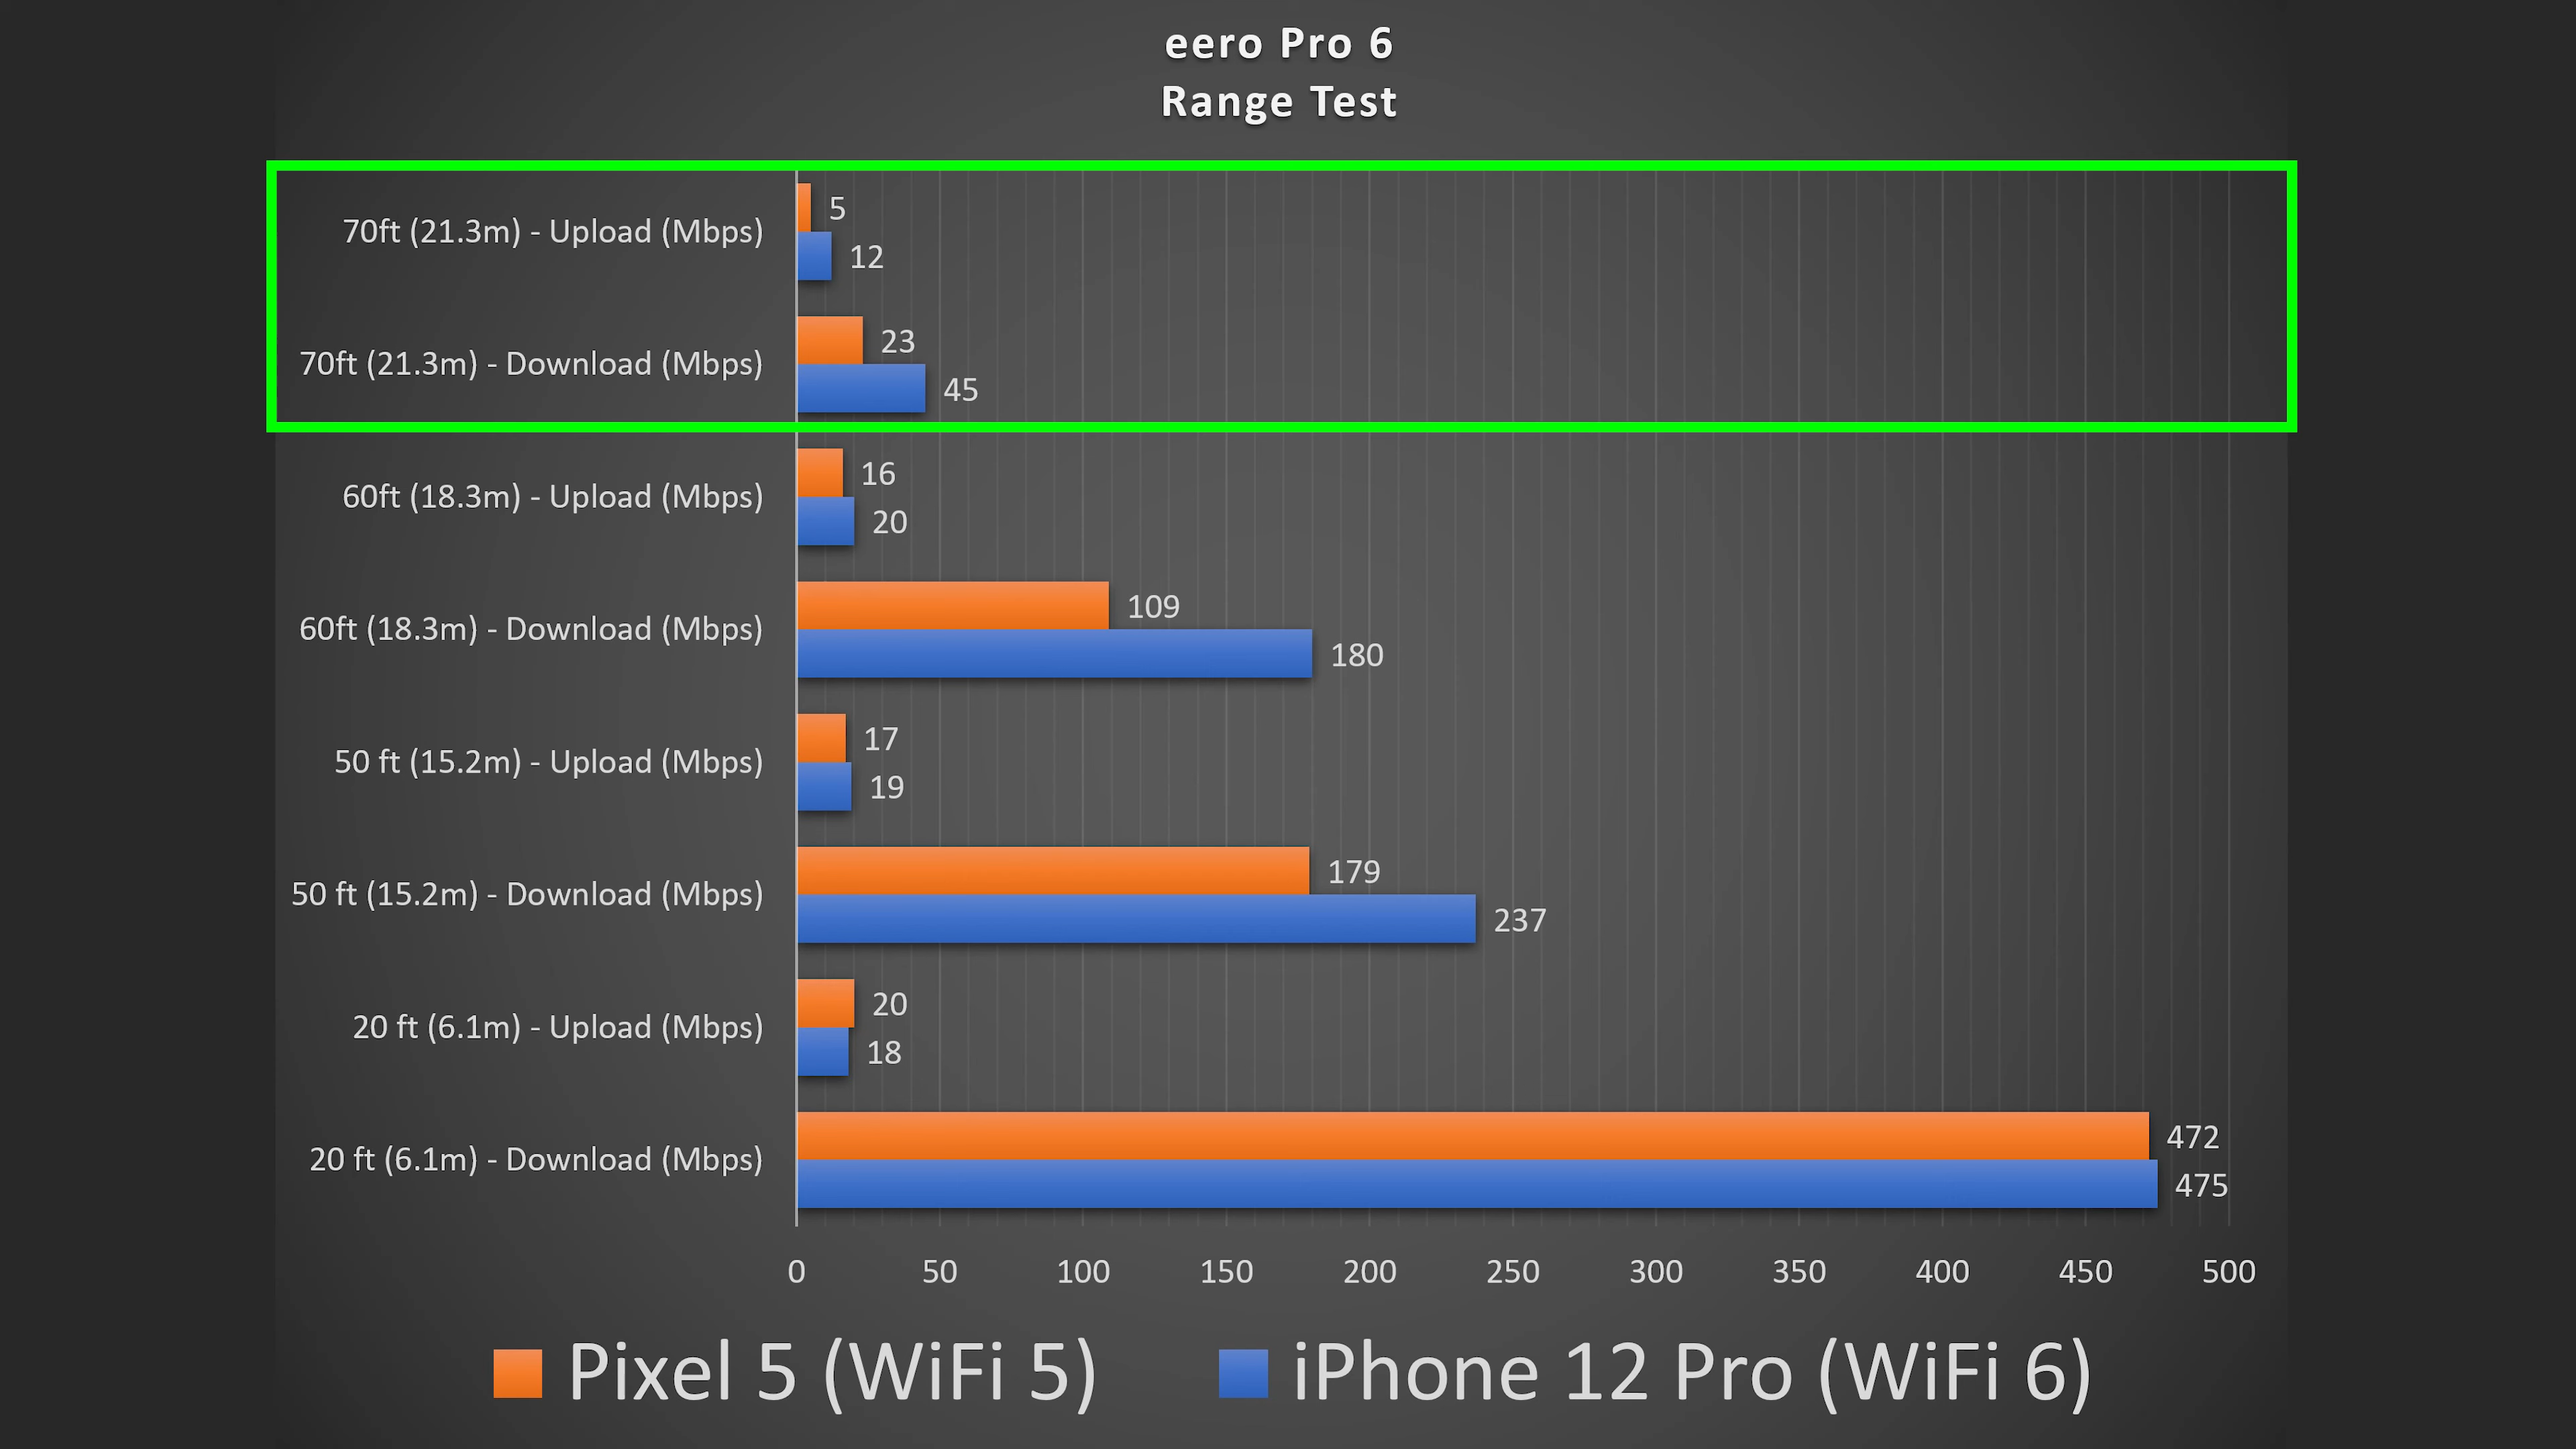 eero Pro 6
Range Test
70ft (21.3m) - Upload (Mbps)
5
12
70ft (21.3m) - Download (Mbps)
23
45
60ft (18.3m) - Upload (Mbps)
16
20
60ft (18.3m) - Download (Mbps)
109
180
50 ft (15.2m) - Upload (Mbps)
17
19
50 ft (15.2m) - Download (Mbps)
179
237
20 ft (6.1m) - Upload (Mbps)
20
18
20 ft (6.1m) - Download (Mbps)
472
475
0 50 100 150 200 250 300 350 400 450 500
Pixel 5 (WiFi 5) iPhone 12 Pro (WiFi 6)